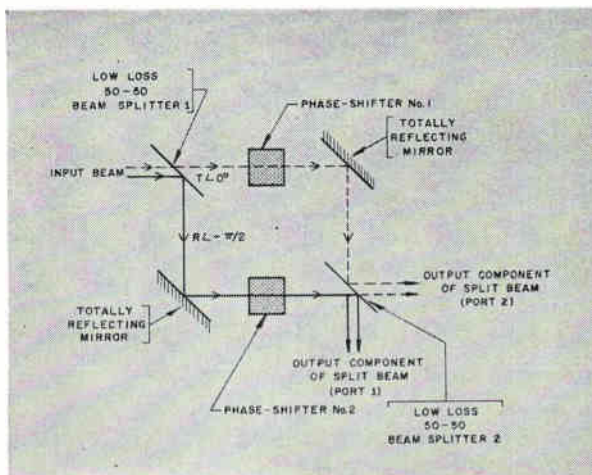 LOW LOSS
50-50
BEAM SPLITTER 1
PHASE-SHIFTER No.1
TOTALLY
REFLECTING
MIRROR
INPUT BEAM
T∠0°
R∠-π/2
TOTALLY
REFLECTING
MIRROR
OUTPUT COMPONENT
OF SPLIT BEAM
(PORT 2)
OUTPUT COMPONENT
OF SPLIT BEAM
(PORT 1)
PHASE-SHIFTER No.2
LOW LOSS
50-50
BEAM SPLITTER 2